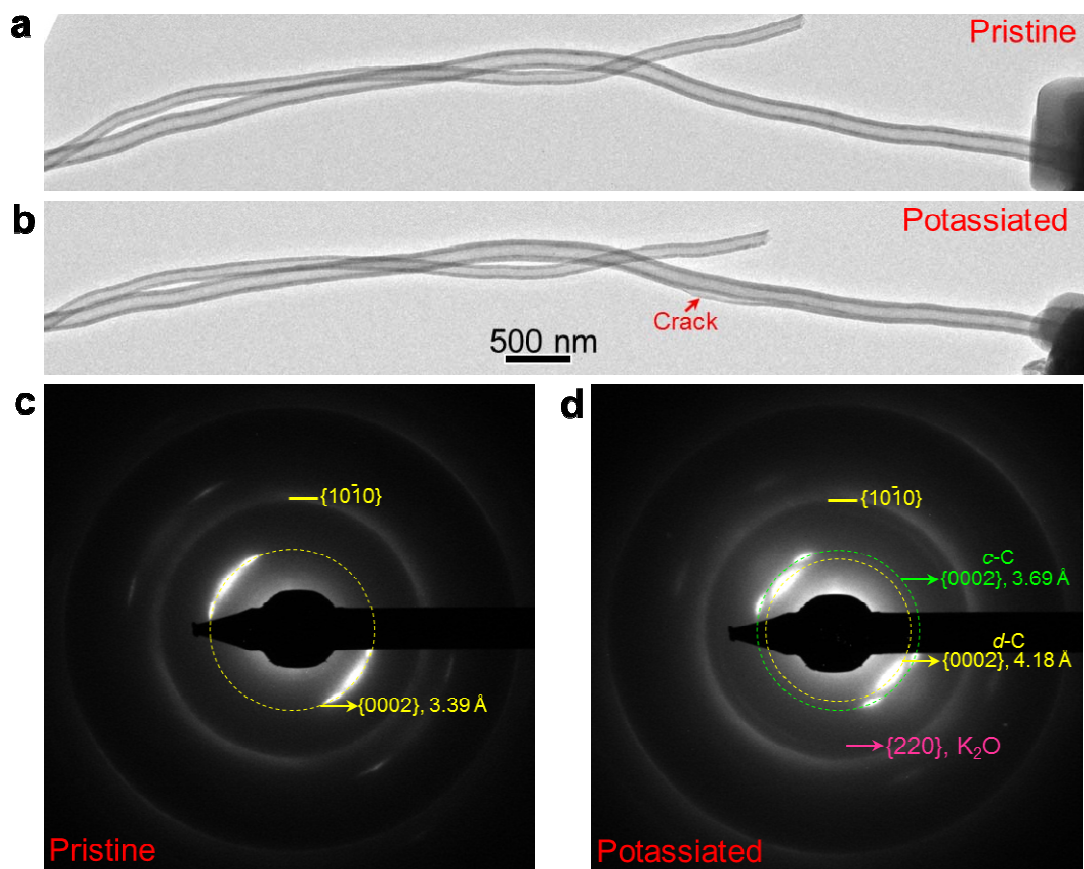 a
Pristine
b
Potassiated
Crack
500 nm
c
{101̄0}
{0002}, 3.39 Å
Pristine
d
{101̄0}
c-C
{0002}, 3.69 Å
d-C
{0002}, 4.18 Å
{220}, K₂O
Potassiated